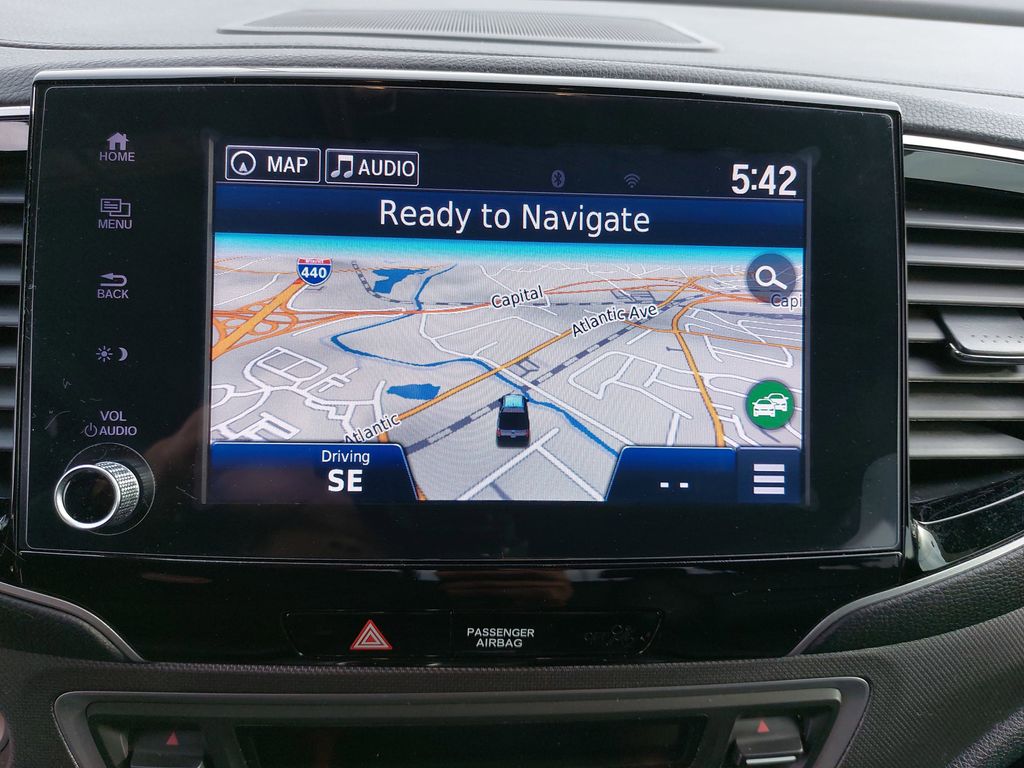 HOME
MENU
BACK
VOL
AUDIO
MAP
AUDIO
5:42
Ready to Navigate
440
Capital
Capi
Atlantic Ave
Atlantic
Driving
SE
--
PASSENGER
AIRBAG